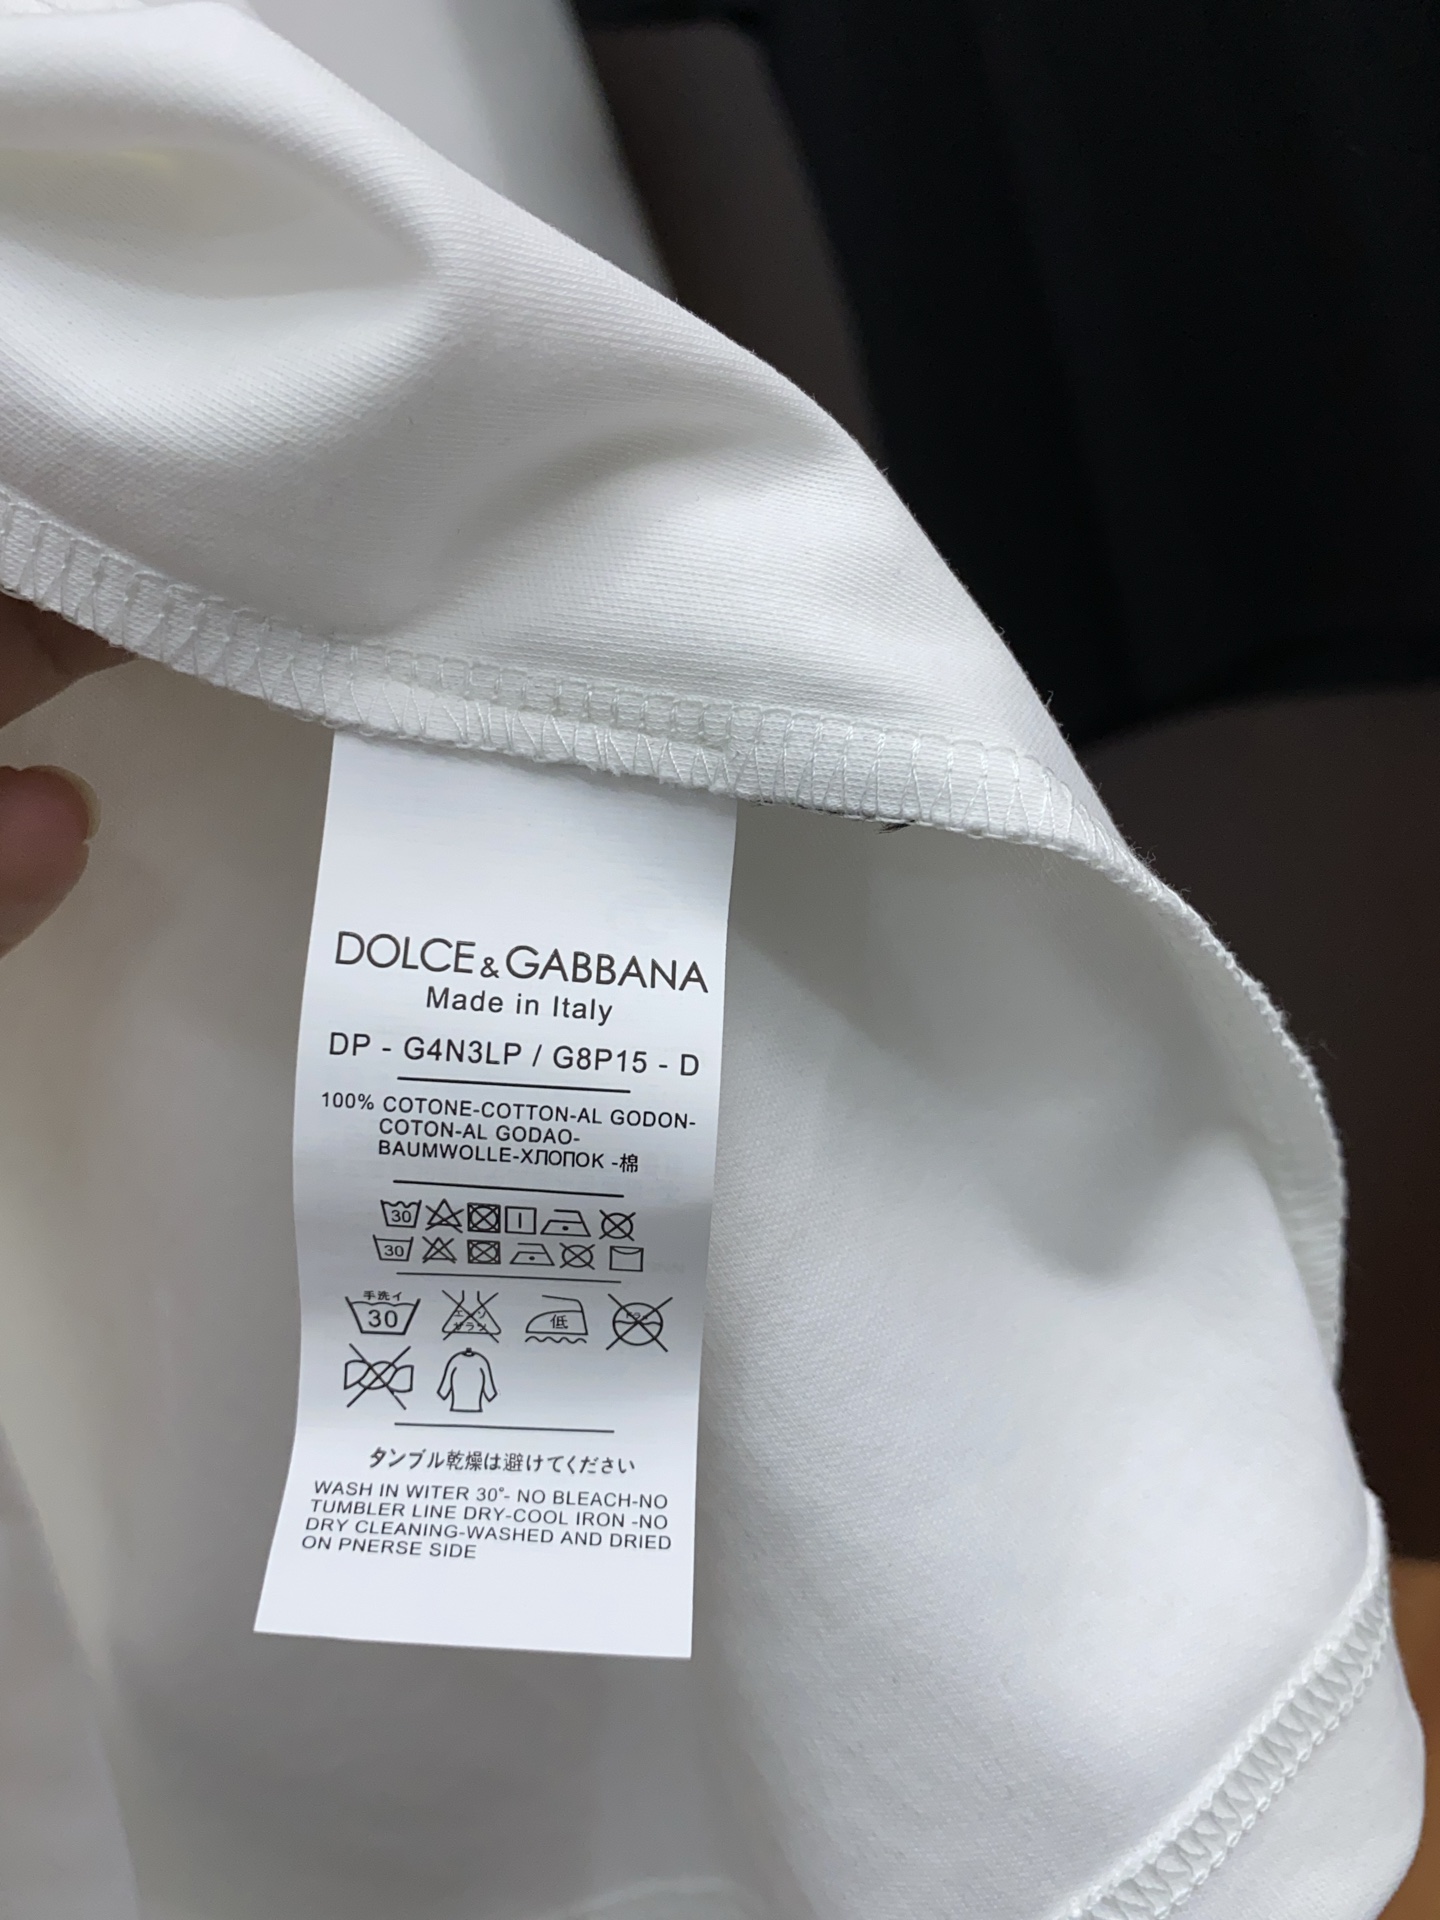 DOLCE&GABBANA
Made in Italy
DP - G4N3LP / G8P15 - D
100% COTONE-COTTON-AL GODON-
COTON-AL GODAO-
BAUMWOLLE-ХЛОПОК -棉
30
30
手洗イ
30
低
タンブル乾燥は避けてください
WASH IN WITER 30°- NO BLEACH-NO
TUMBLER LINE DRY-COOL IRON -NO
DRY CLEANING-WASHED AND DRIED
ON PNERSE SIDE